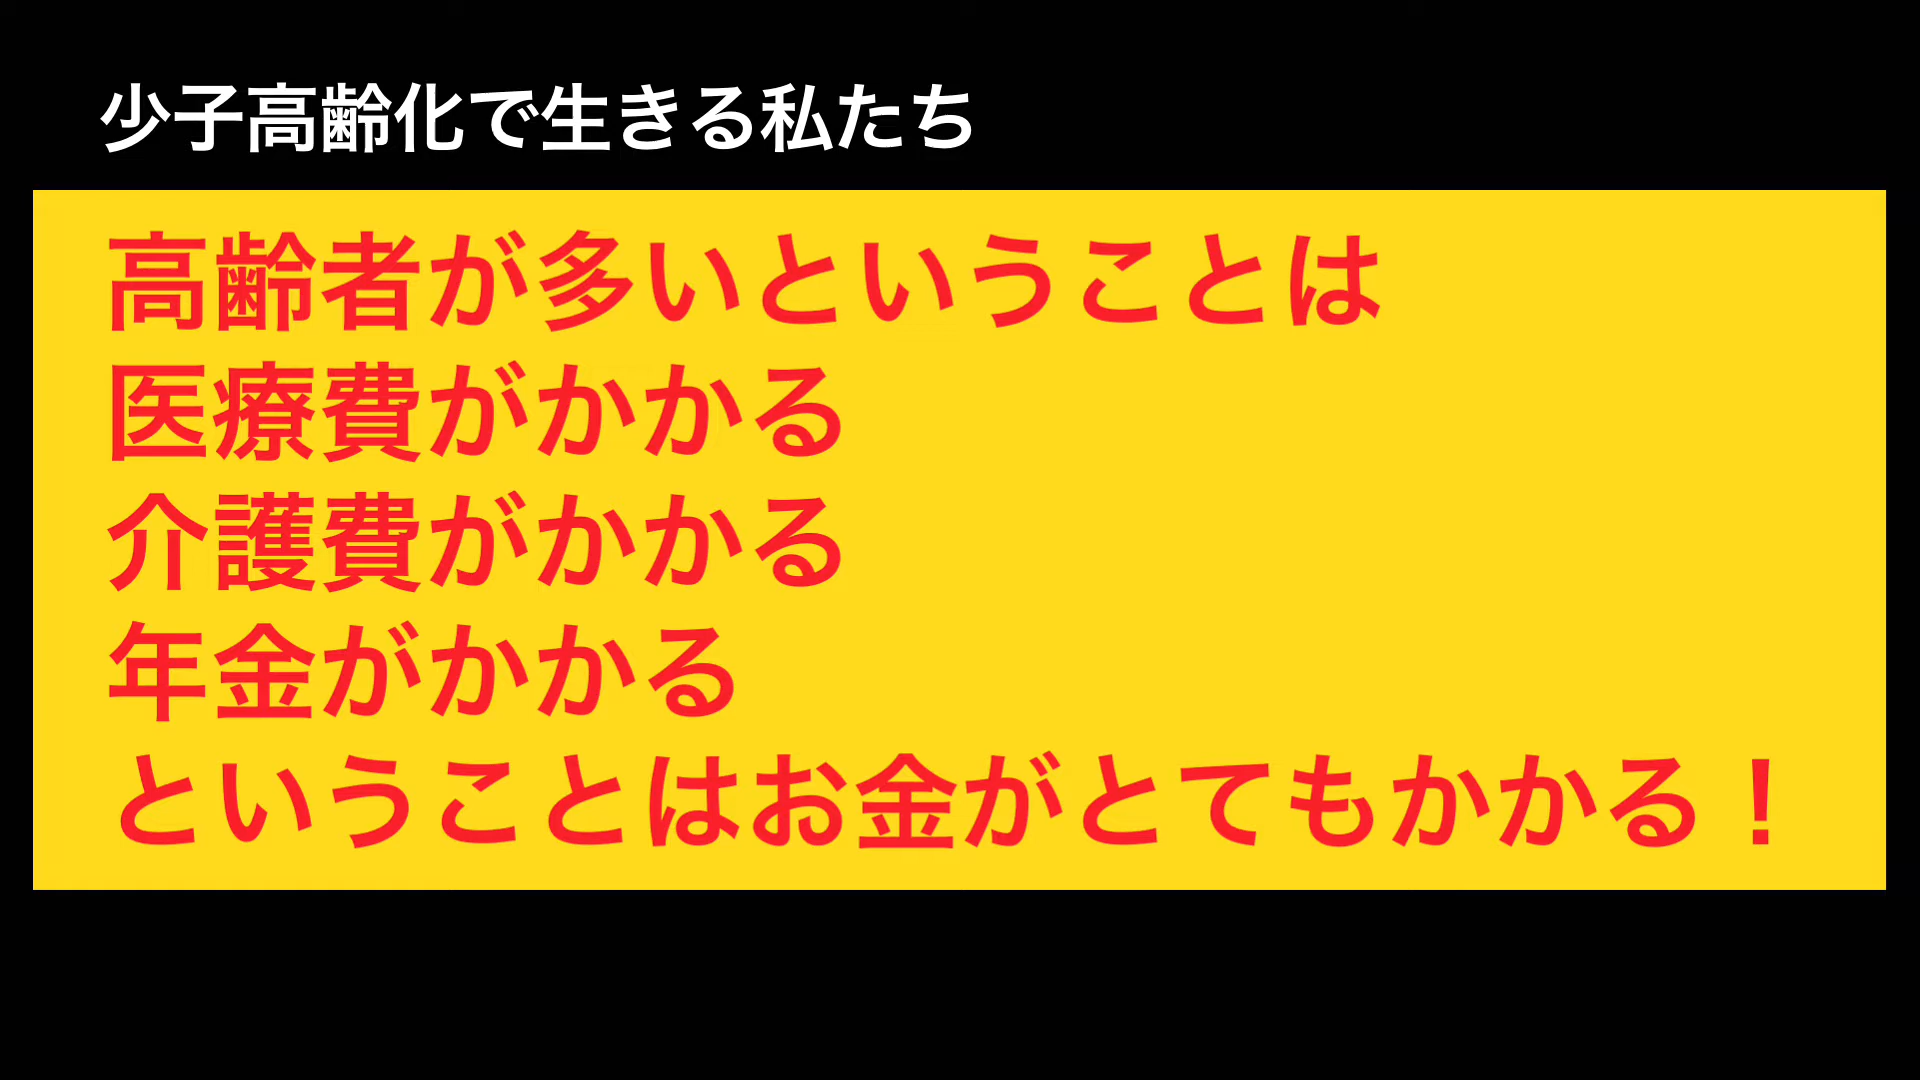 少子高齢化で生きる私たち
高齢者が多いということは
医療費がかかる
介護費がかかる
年金がかかる
ということはお金がとてもかかる！